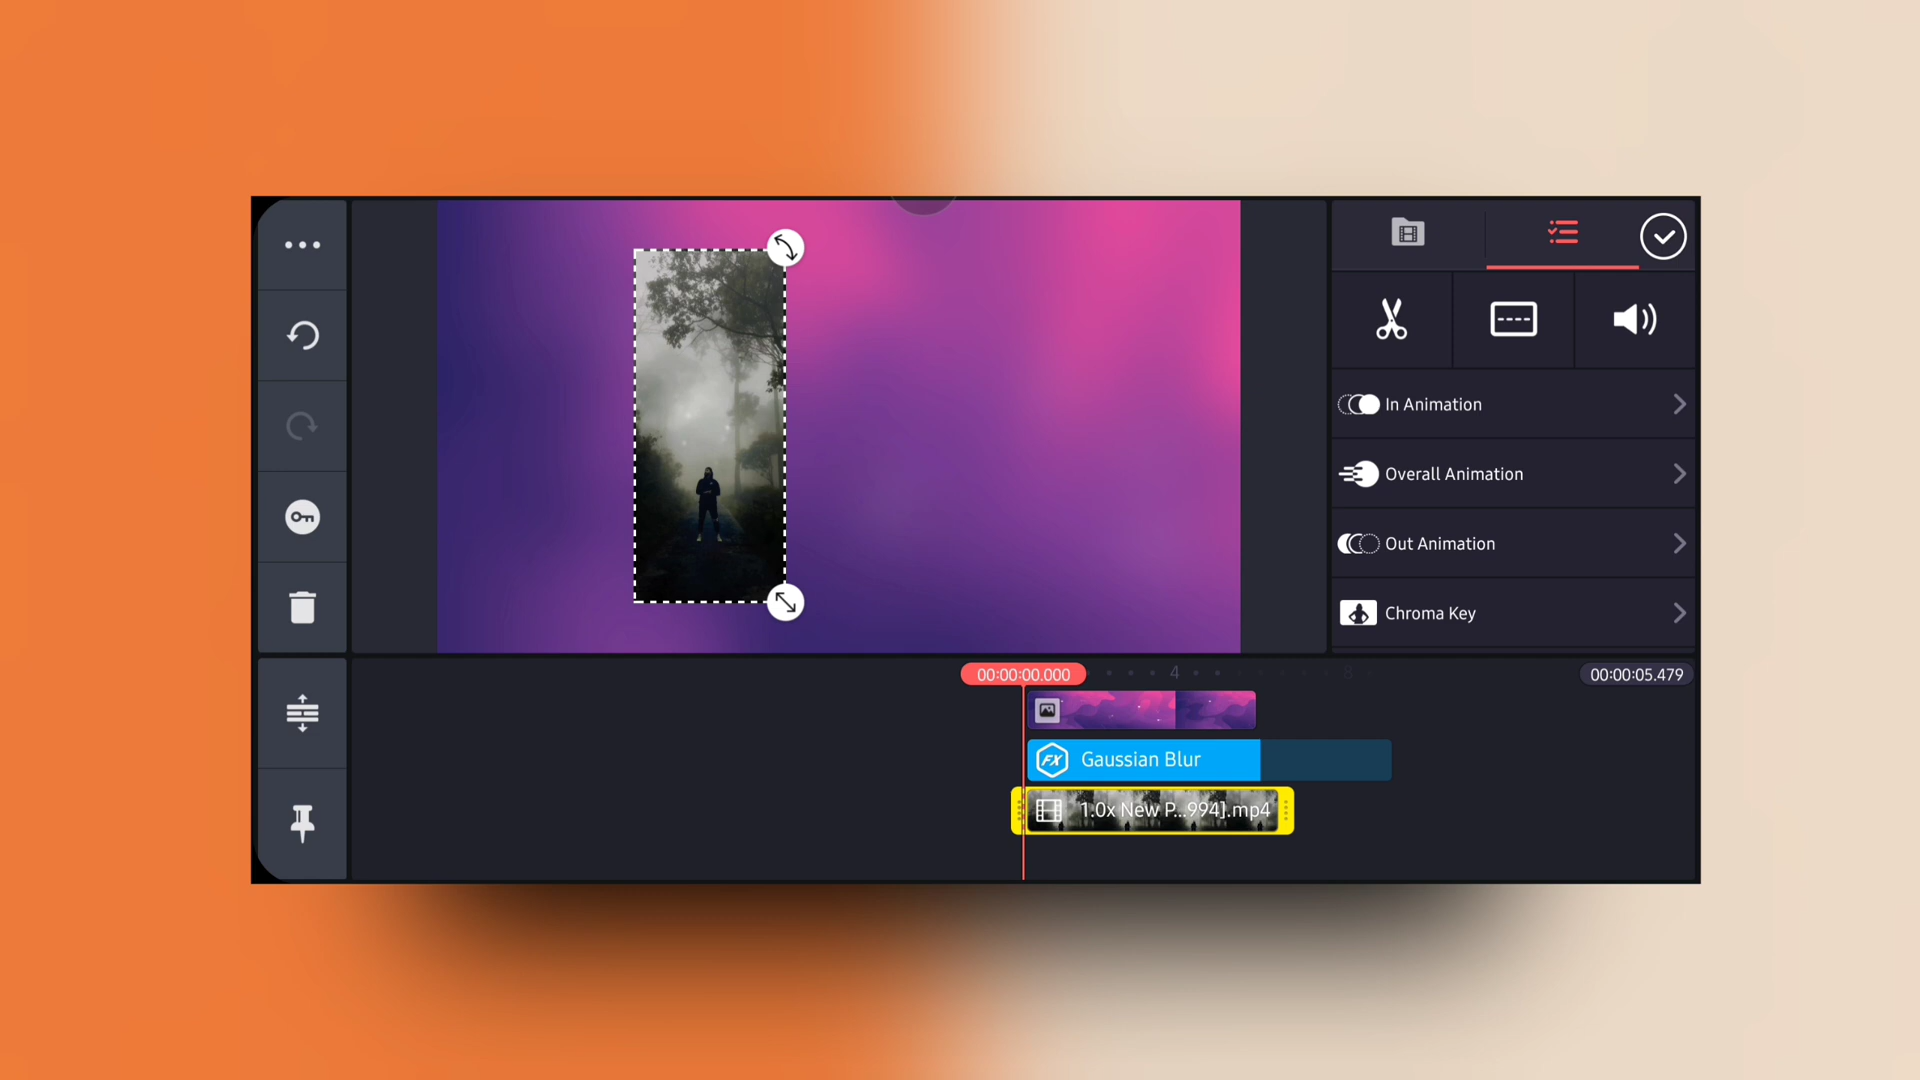 In Animation
Overall Animation
Out Animation
Chroma Key
00:00:00.000
4
8
00:00:05.479
FX Gaussian Blur
1.0x New P...994].mp4